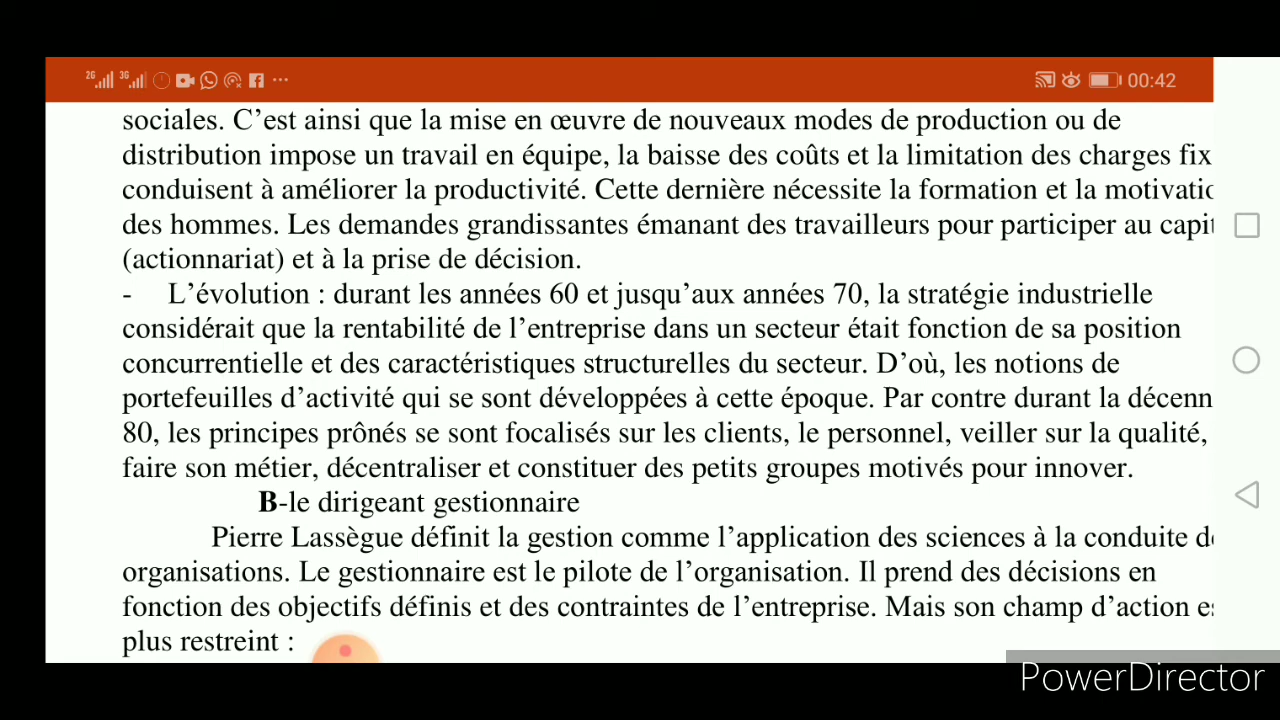 2G 3G 00:42
sociales. C’est ainsi que la mise en œuvre de nouveaux modes de production ou de
distribution impose un travail en équipe, la baisse des coûts et la limitation des charges fix
conduisent à améliorer la productivité. Cette dernière nécessite la formation et la motivatio
des hommes. Les demandes grandissantes émanant des travailleurs pour participer au capit
(actionnariat) et à la prise de décision.
- L’évolution : durant les années 60 et jusqu’aux années 70, la stratégie industrielle
considérait que la rentabilité de l’entreprise dans un secteur était fonction de sa position
concurrentielle et des caractéristiques structurelles du secteur. D’où, les notions de
portefeuilles d’activité qui se sont développées à cette époque. Par contre durant la décenn
80, les principes prônés se sont focalisés sur les clients, le personnel, veiller sur la qualité,
faire son métier, décentraliser et constituer des petits groupes motivés pour innover.
B-le dirigeant gestionnaire
Pierre Lassègue définit la gestion comme l’application des sciences à la conduite de
organisations. Le gestionnaire est le pilote de l’organisation. Il prend des décisions en
fonction des objectifs définis et des contraintes de l’entreprise. Mais son champ d’action es
plus restreint :
PowerDirector